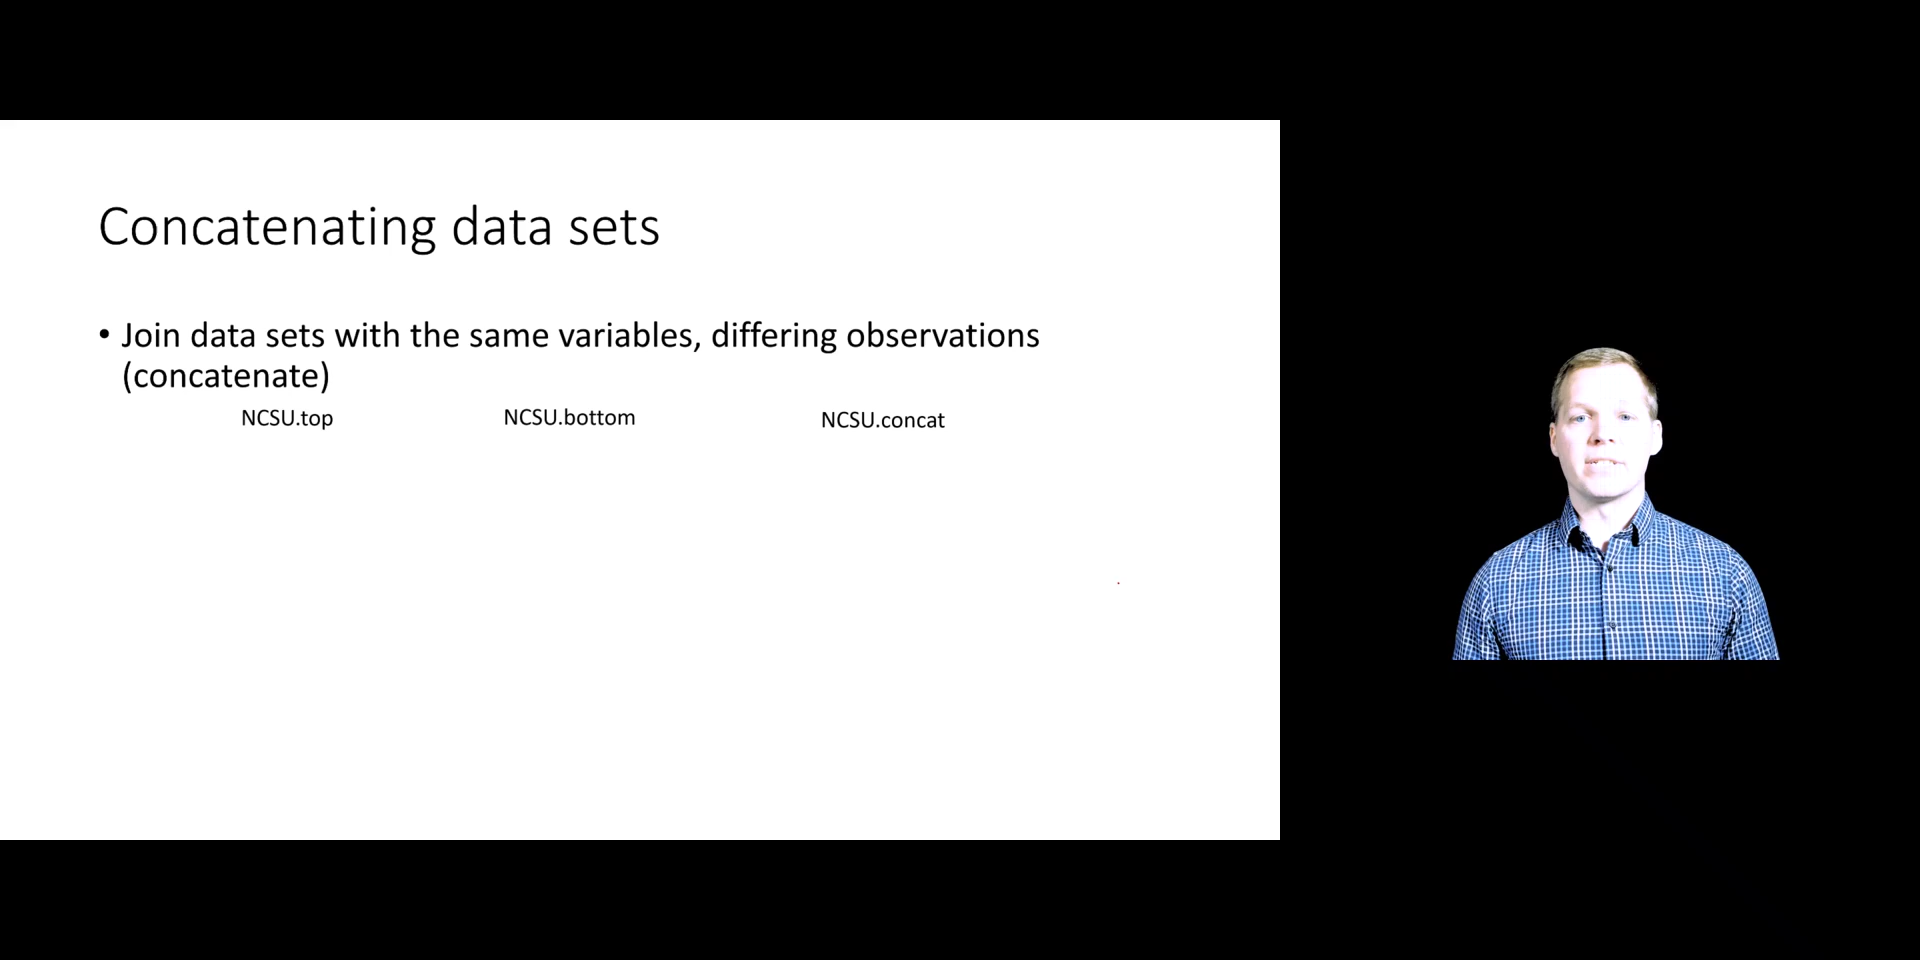 Concatenating data sets
• Join data sets with the same variables, differing observations
(concatenate)
NCSU.top NCSU.bottom NCSU.concat